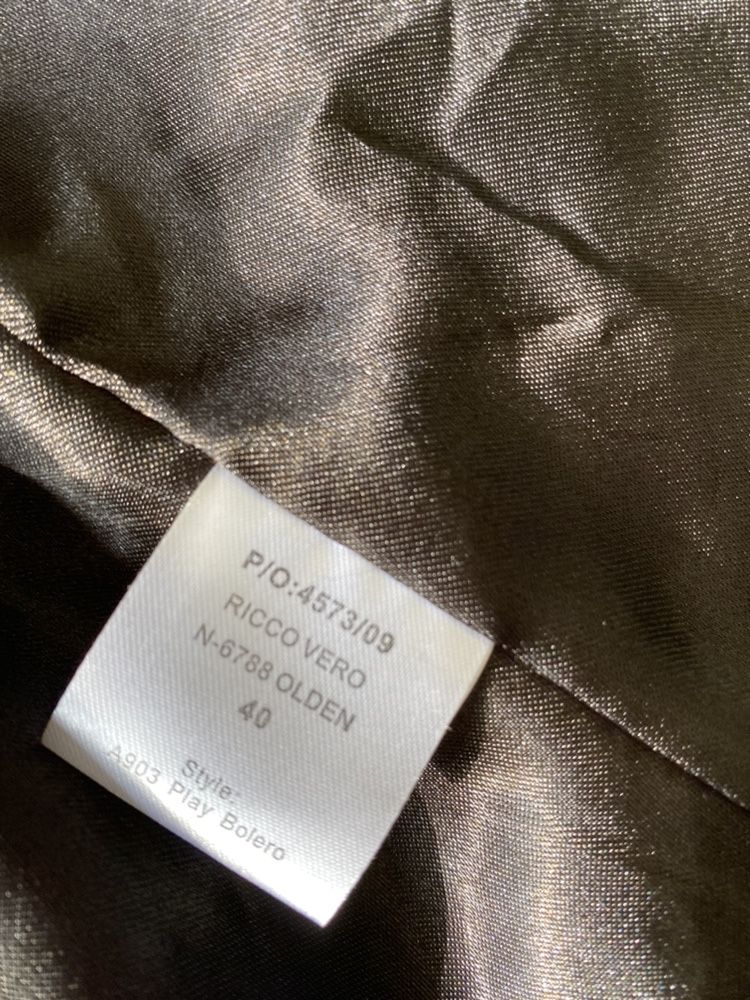 P/O:4573/09
RICCO VERO
N-6788 OLDEN
40
Style:
A903 Play Bolero